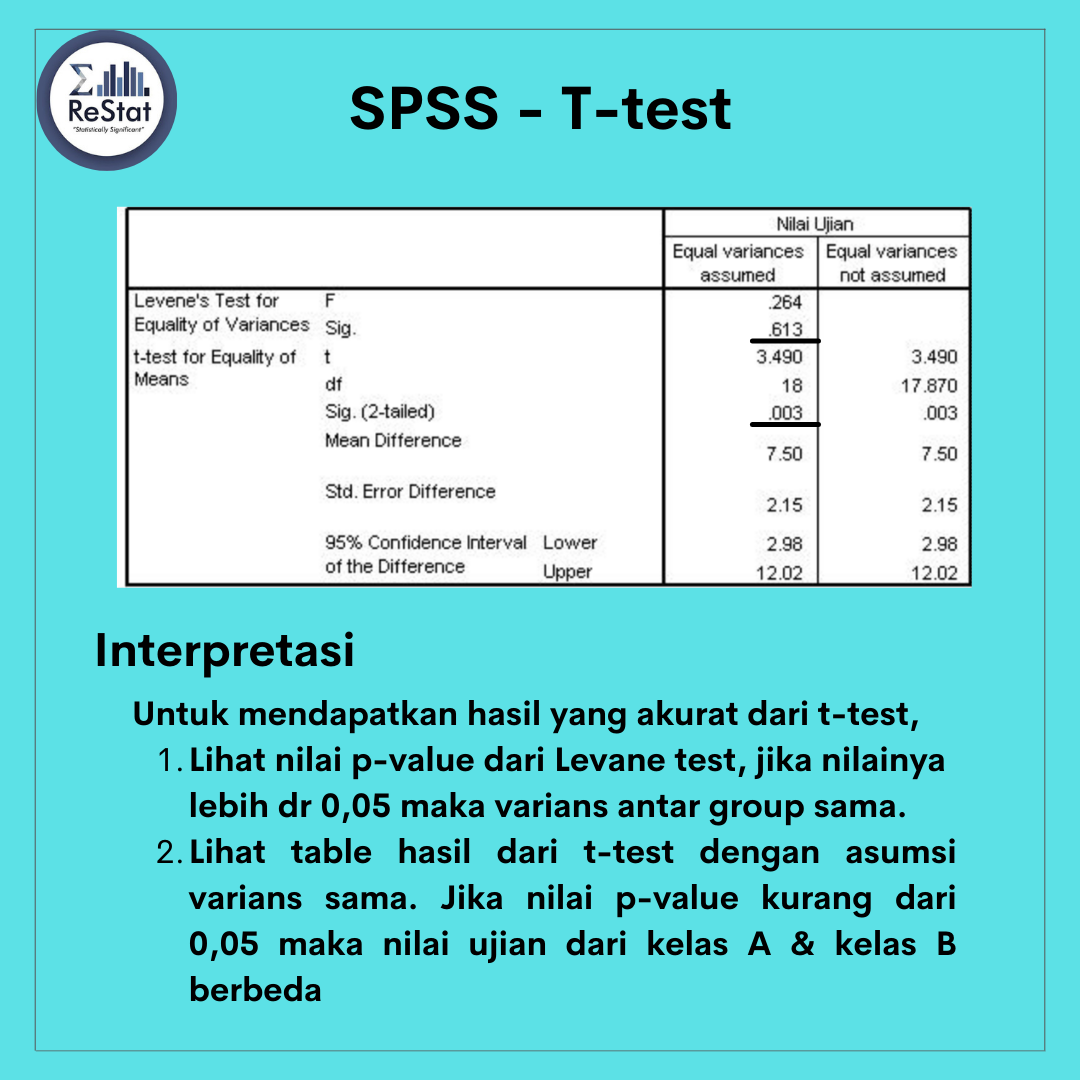 ReStat
"Statistically Significant"
SPSS - T-test
Nilai Ujian
Equal variances assumed Equal variances not assumed
Levene's Test for Equality of Variances F .264
Sig. .613
t-test for Equality of Means t 3.490 3.490
df 18 17.870
Sig. (2-tailed) .003 .003
Mean Difference 7.50 7.50
Std. Error Difference 2.15 2.15
95% Confidence Interval of the Difference Lower 2.98 2.98
Upper 12.02 12.02
Interpretasi
Untuk mendapatkan hasil yang akurat dari t-test,
1. Lihat nilai p-value dari Levane test, jika nilainya
lebih dr 0,05 maka varians antar group sama.
2. Lihat table hasil dari t-test dengan asumsi
varians sama. Jika nilai p-value kurang dari
0,05 maka nilai ujian dari kelas A & kelas B
berbeda